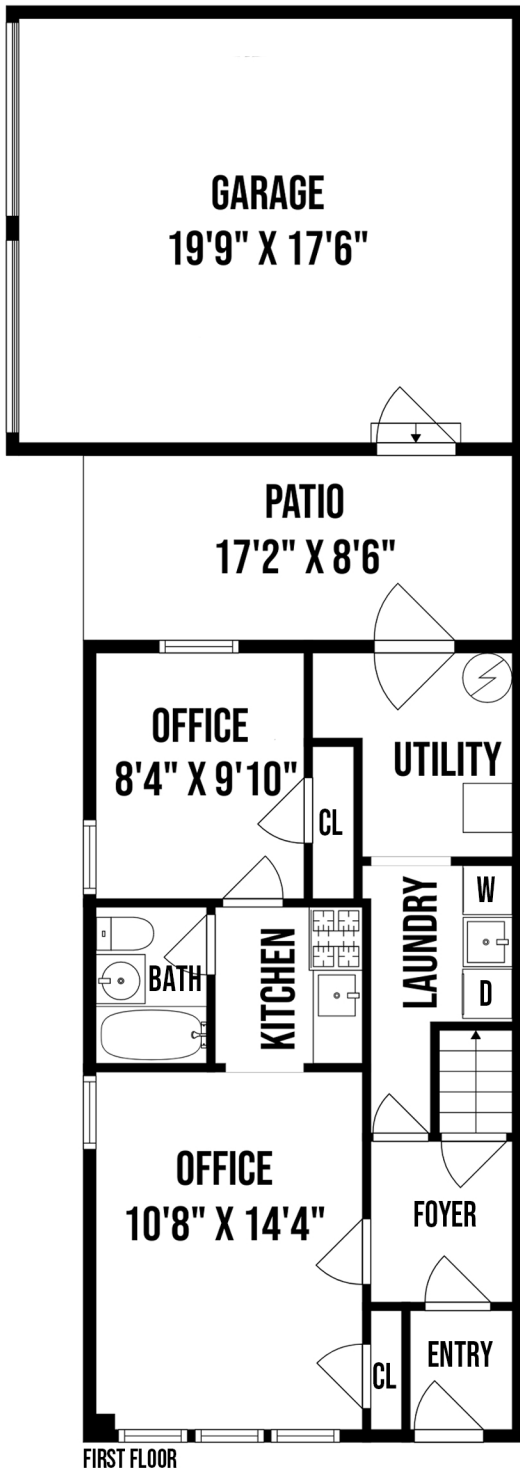 GARAGE
19'9" X 17'6"
PATIO
17'2" X 8'6"
OFFICE
8'4" X 9'10"
UTILITY
CL
W
LAUNDRY
D
KITCHEN
BATH
OFFICE
10'8" X 14'4"
FOYER
ENTRY
CL
FIRST FLOOR